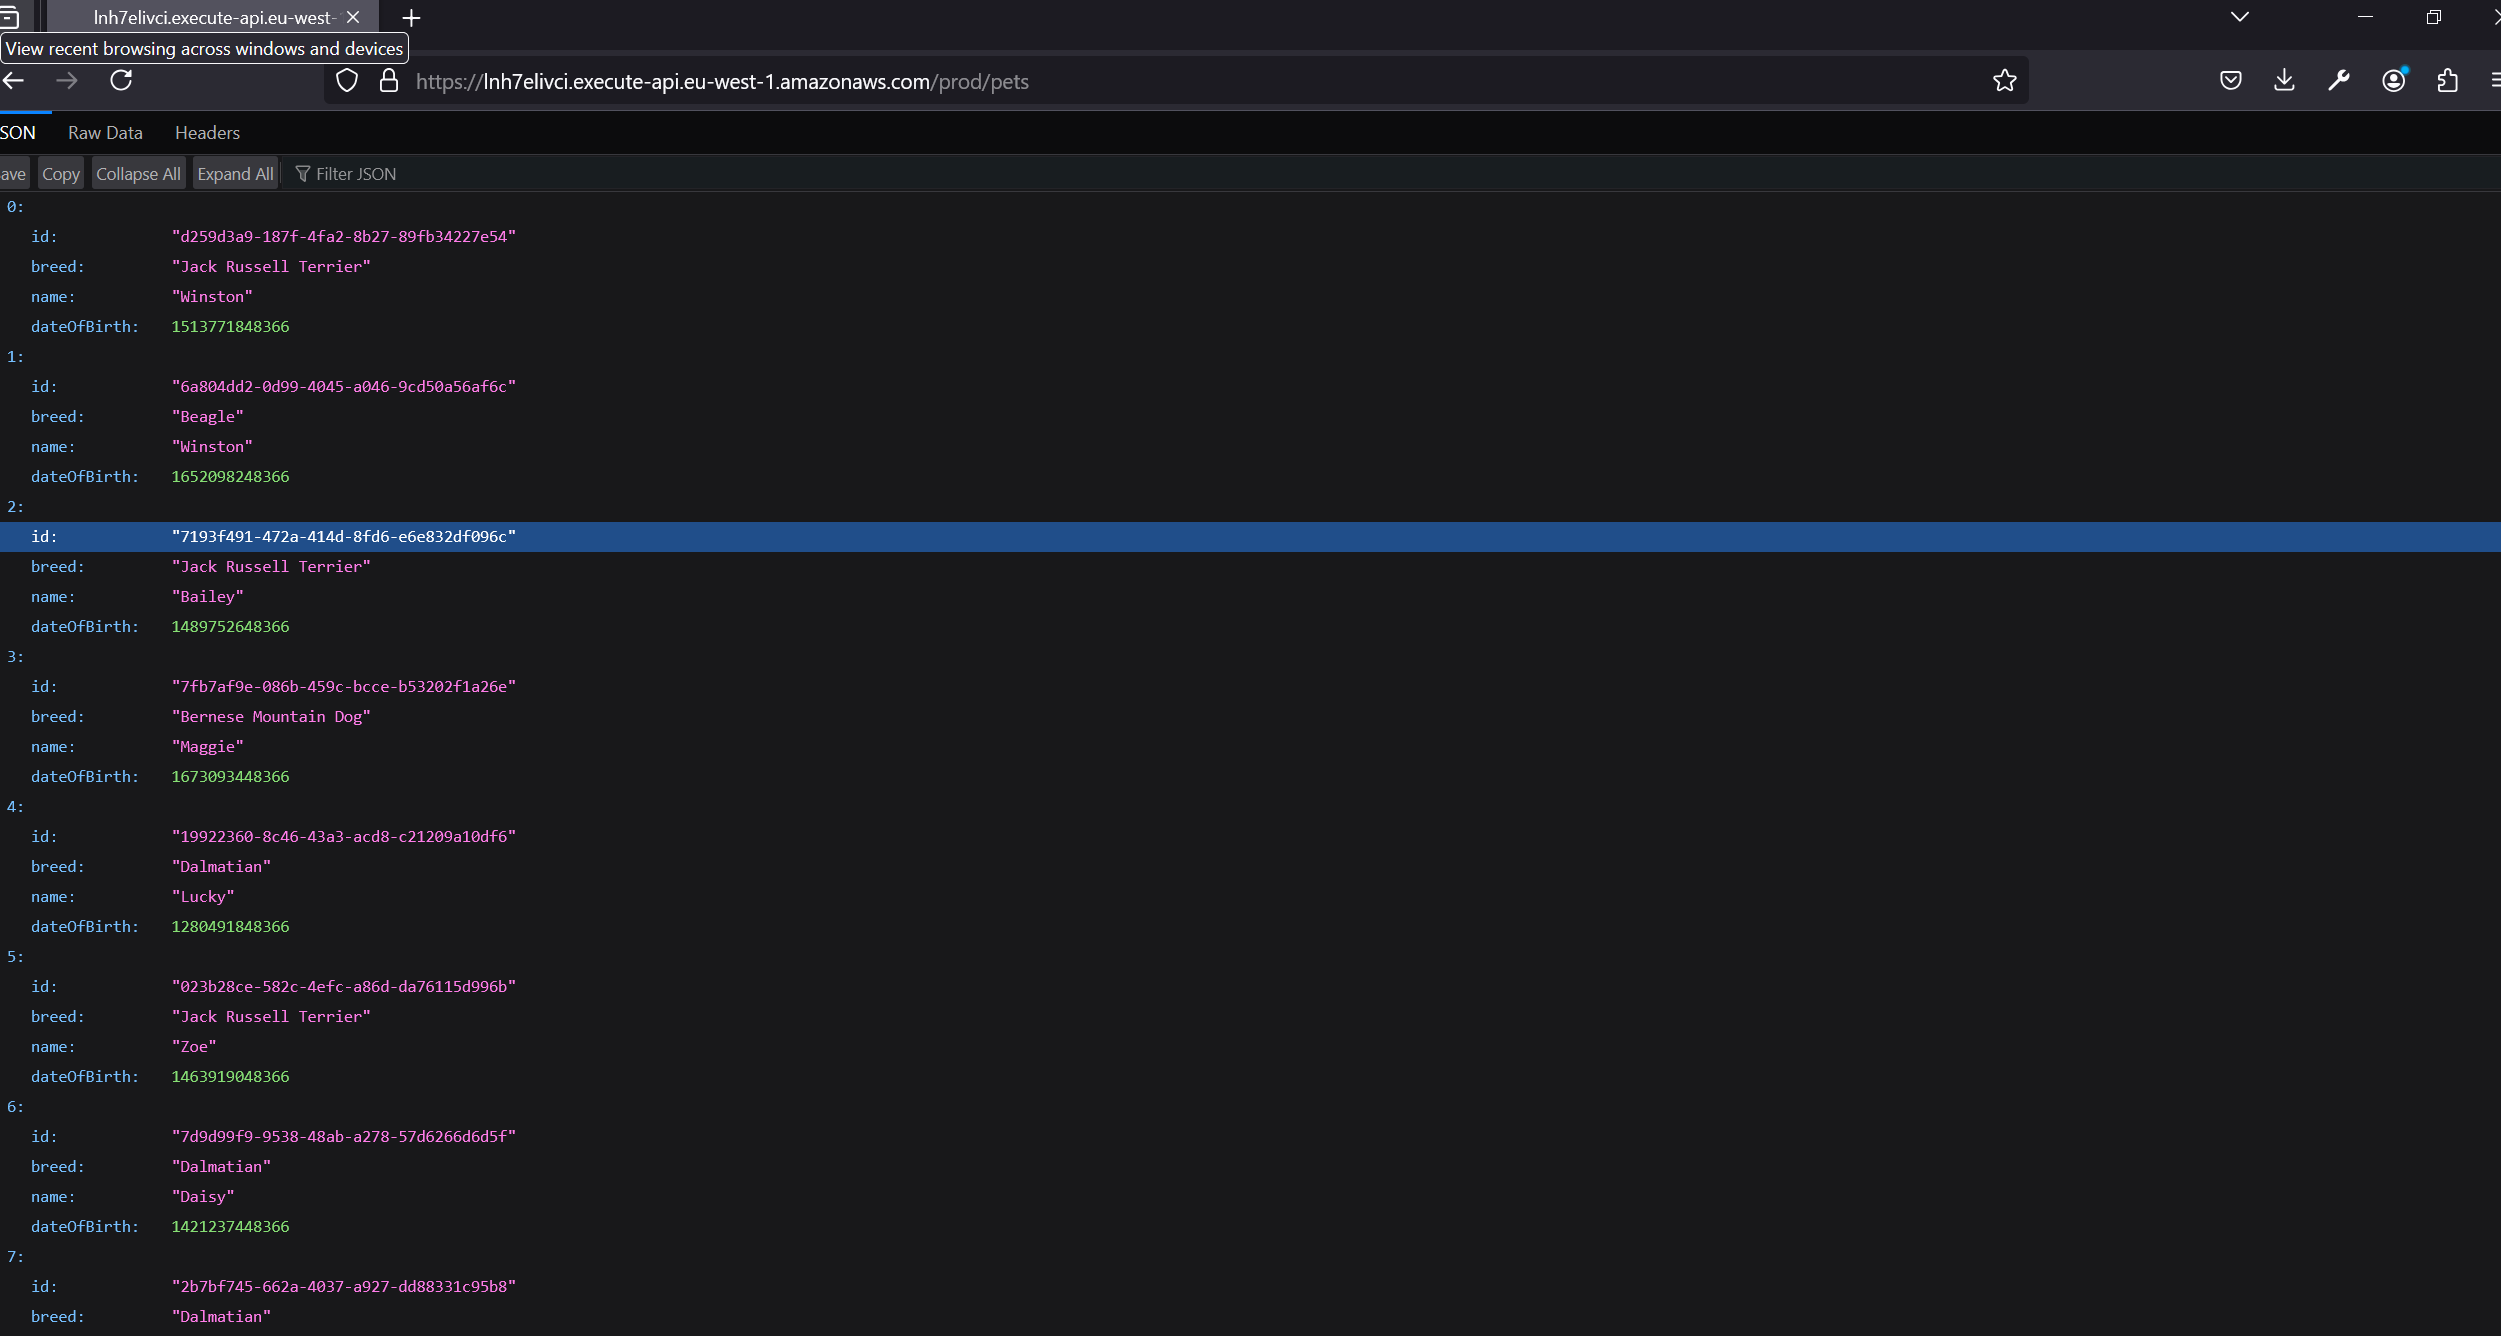 lnh7elivci.execute-api.eu-west-
View recent browsing across windows and devices
https://lnh7elivci.execute-api.eu-west-1.amazonaws.com/prod/pets
SON Raw Data Headers
ave Copy Collapse All Expand All Filter JSON
0:
id: "d259d3a9-187f-4fa2-8b27-89fb34227e54"
breed: "Jack Russell Terrier"
name: "Winston"
dateOfBirth: 1513771848366
1:
id: "6a804dd2-0d99-4045-a046-9cd50a56af6c"
breed: "Beagle"
name: "Winston"
dateOfBirth: 1652098248366
2:
id: "7193f491-472a-414d-8fd6-e6e832df096c"
breed: "Jack Russell Terrier"
name: "Bailey"
dateOfBirth: 1489752648366
3:
id: "7fb7af9e-086b-459c-bcce-b53202f1a26e"
breed: "Bernese Mountain Dog"
name: "Maggie"
dateOfBirth: 1673093448366
4:
id: "19922360-8c46-43a3-acd8-c21209a10df6"
breed: "Dalmatian"
name: "Lucky"
dateOfBirth: 1280491848366
5:
id: "023b28ce-582c-4efc-a86d-da76115d996b"
breed: "Jack Russell Terrier"
name: "Zoe"
dateOfBirth: 1463919048366
6:
id: "7d9d99f9-9538-48ab-a278-57d6266d6d5f"
breed: "Dalmatian"
name: "Daisy"
dateOfBirth: 1421237448366
7:
id: "2b7bf745-662a-4037-a927-dd88331c95b8"
breed: "Dalmatian"